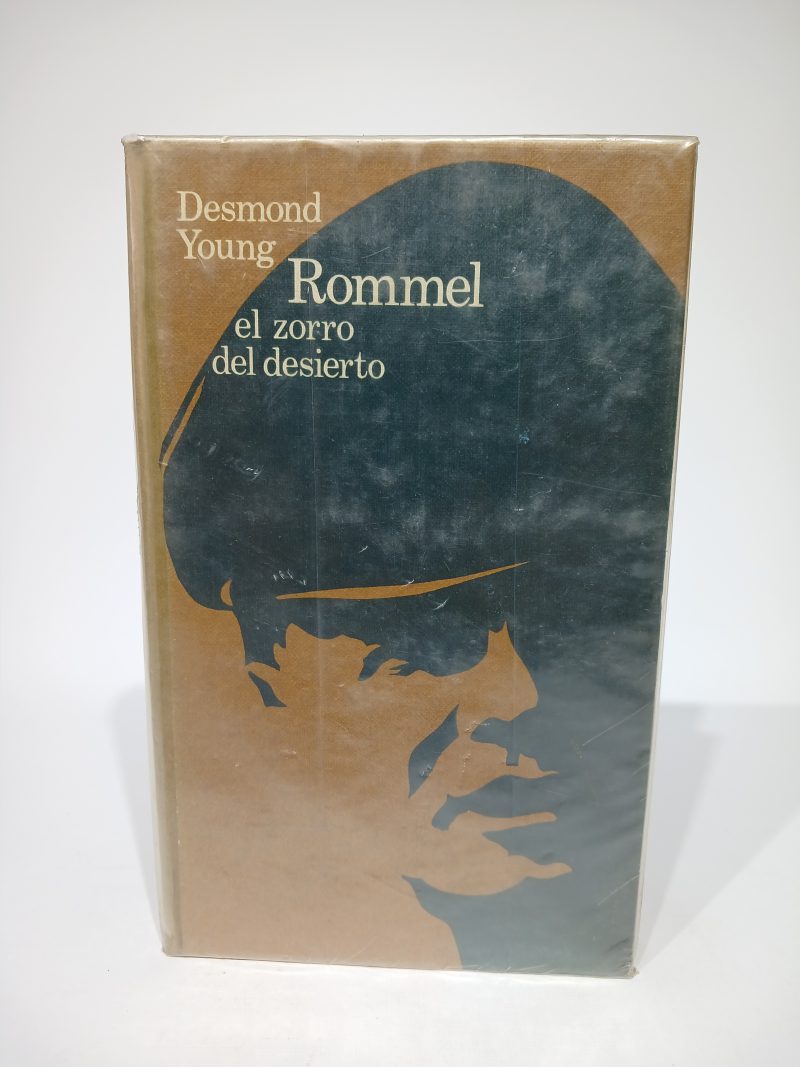 Desmond
Young
Rommel
el zorro
del desierto